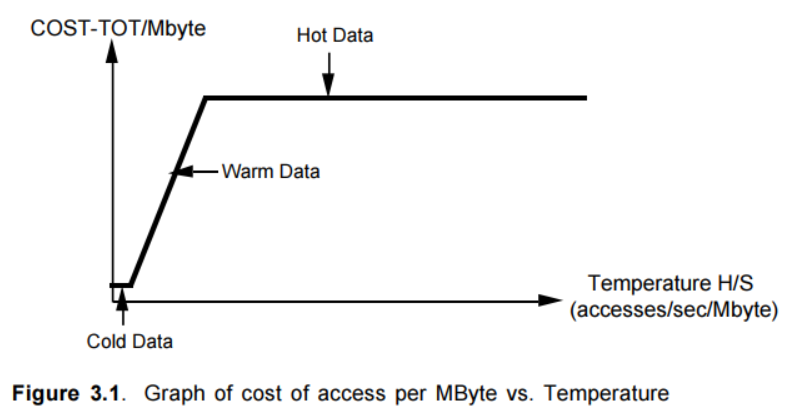 COST-TOT/Mbyte
Hot Data
Warm Data
Temperature H/S
(accesses/sec/Mbyte)
Cold Data
Figure 3.1. Graph of cost of access per MByte vs. Temperature